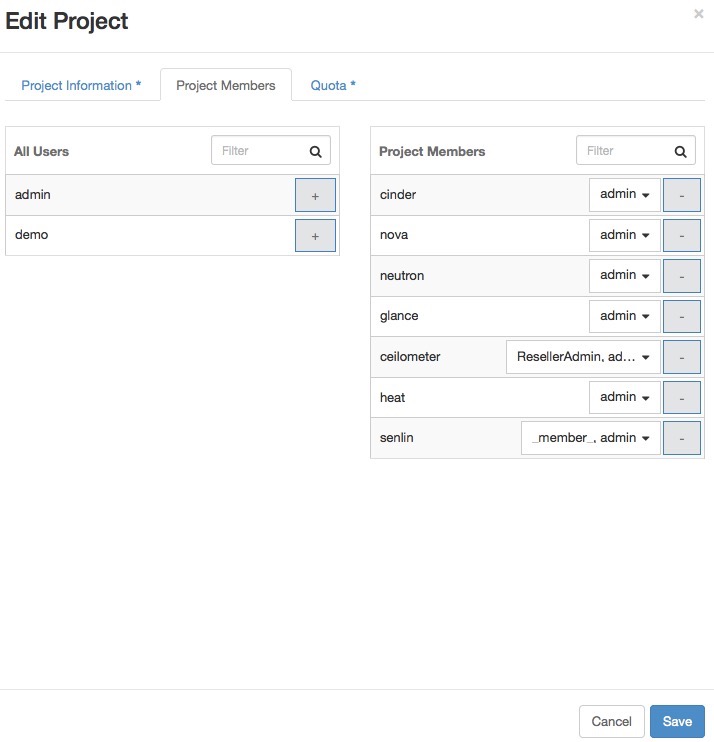 Edit Project
×
Project Information * Project Members Quota *
All Users Filter
admin +
demo +
Project Members Filter
cinder admin -
nova admin -
neutron admin -
glance admin -
ceilometer ResellerAdmin, ad... -
heat admin -
senlin _member_, admin -
Cancel Save